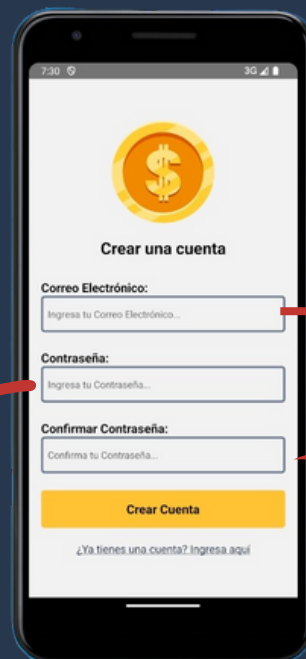 7:30
3G
$
Crear una cuenta
Correo Electrónico:
Ingresa tu Correo Electrónico...
Contraseña:
Ingresa tu Contraseña...
Confirmar Contraseña:
Confirma tu Contraseña...
Crear Cuenta
¿Ya tienes una cuenta? Ingresa aquí